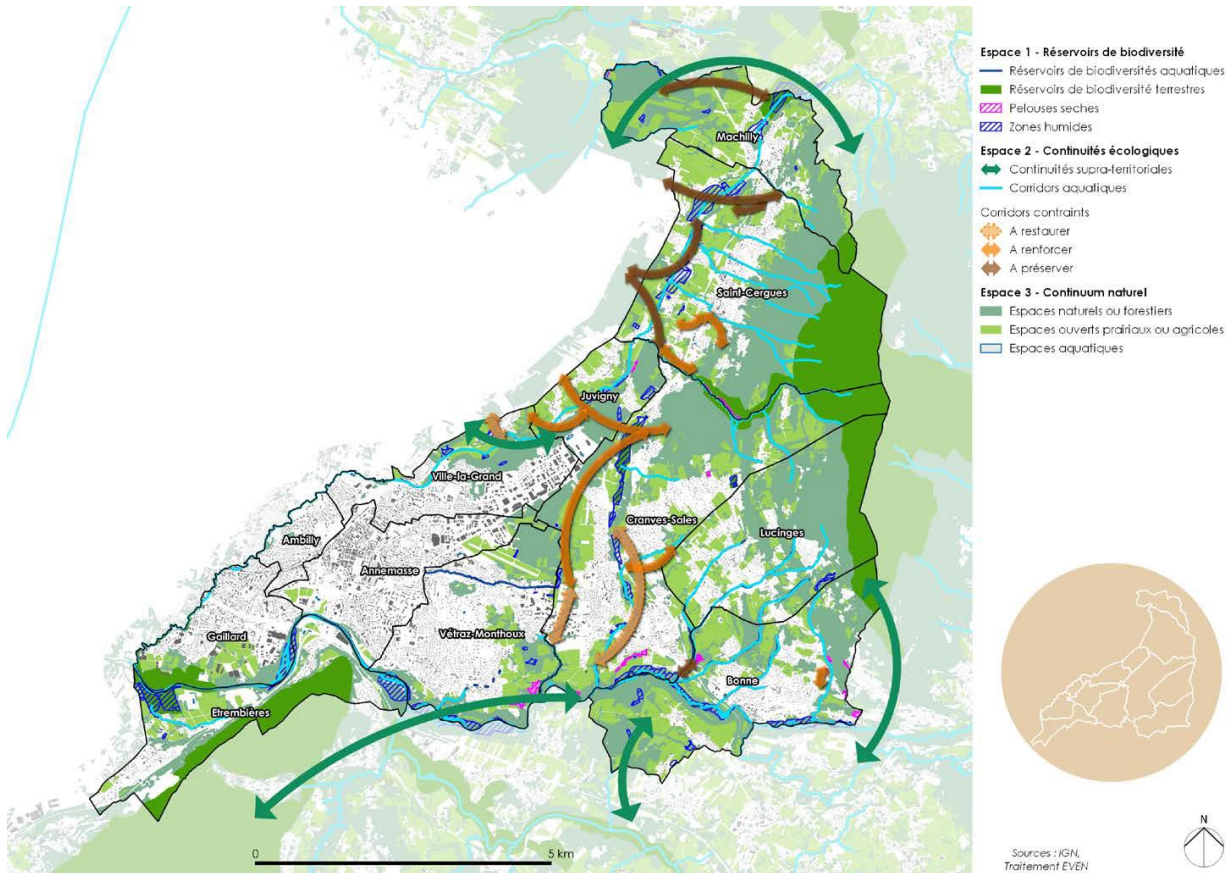 Machilly
Saint-Cergues
Juvigny
Ville-la-Grand
Cranves-Sales
Ambilly
Lucinges
Annemasse
Gaillard
Vétraz-Monthoux
Bonne
Etrembières
0 5 km
Espace 1 - Réservoirs de biodiversité
Réservoirs de biodiversités aquatiques
Réservoirs de biodiversité terrestres
Pelouses seches
Zones humides
Espace 2 - Continuités écologiques
Continuités supra-territoriales
Corridors aquatiques
Corridors contraints
A restaurer
A renforcer
A préserver
Espace 3 - Continuum naturel
Espaces naturels ou forestiers
Espaces ouverts prairiaux ou agricoles
Espaces aquatiques
N
Sources : IGN,
Traitement EVEN